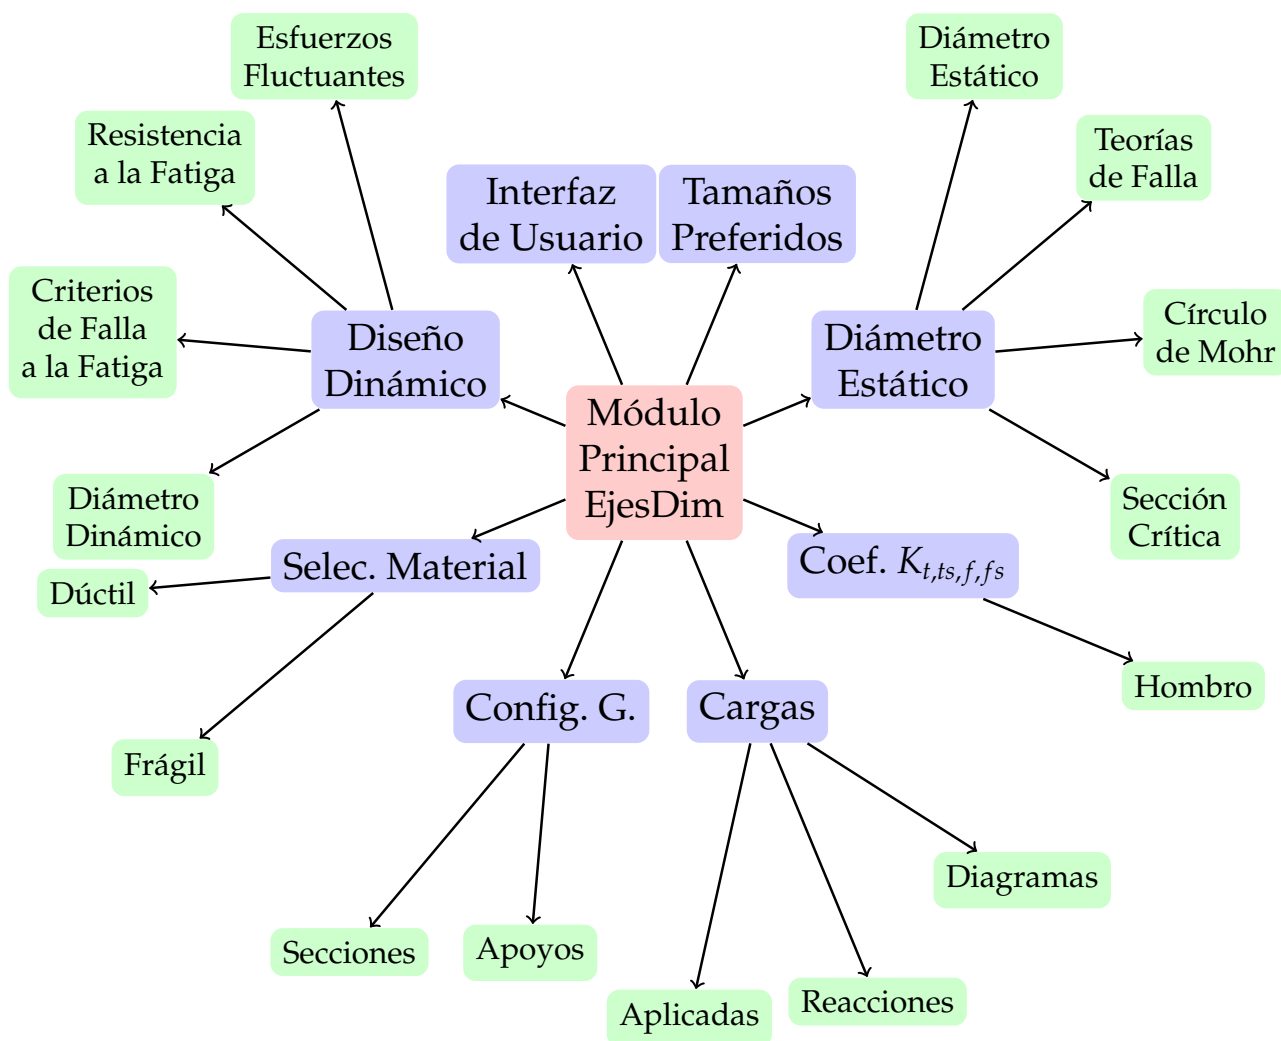 Esfuerzos
Fluctuantes
Diámetro
Estático
Resistencia
a la Fatiga
Teorías
de Falla
Interfaz
de Usuario
Tamaños
Preferidos
Criterios
de Falla
a la Fatiga
Diseño
Dinámico
Diámetro
Estático
Círculo
de Mohr
Módulo
Principal
EjesDim
Diámetro
Dinámico
Sección
Crítica
Selec. Material
Coef. K_{t,ts,f,fs}
Dúctil
Hombro
Frágil
Config. G.
Cargas
Diagramas
Secciones
Apoyos
Aplicadas
Reacciones